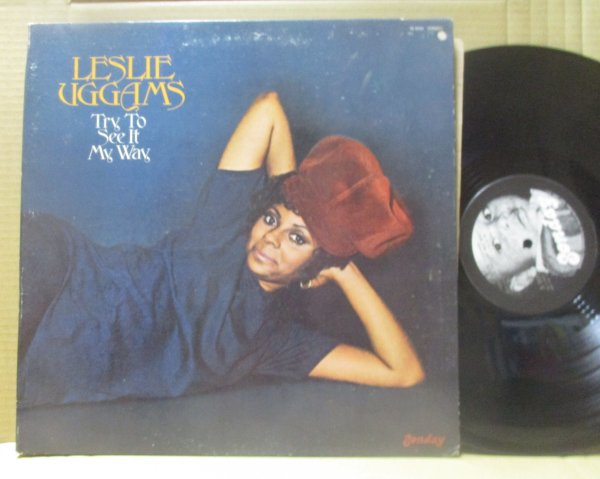 LESLIE
UGGAMS
Try To
See It
My Way
Sonday